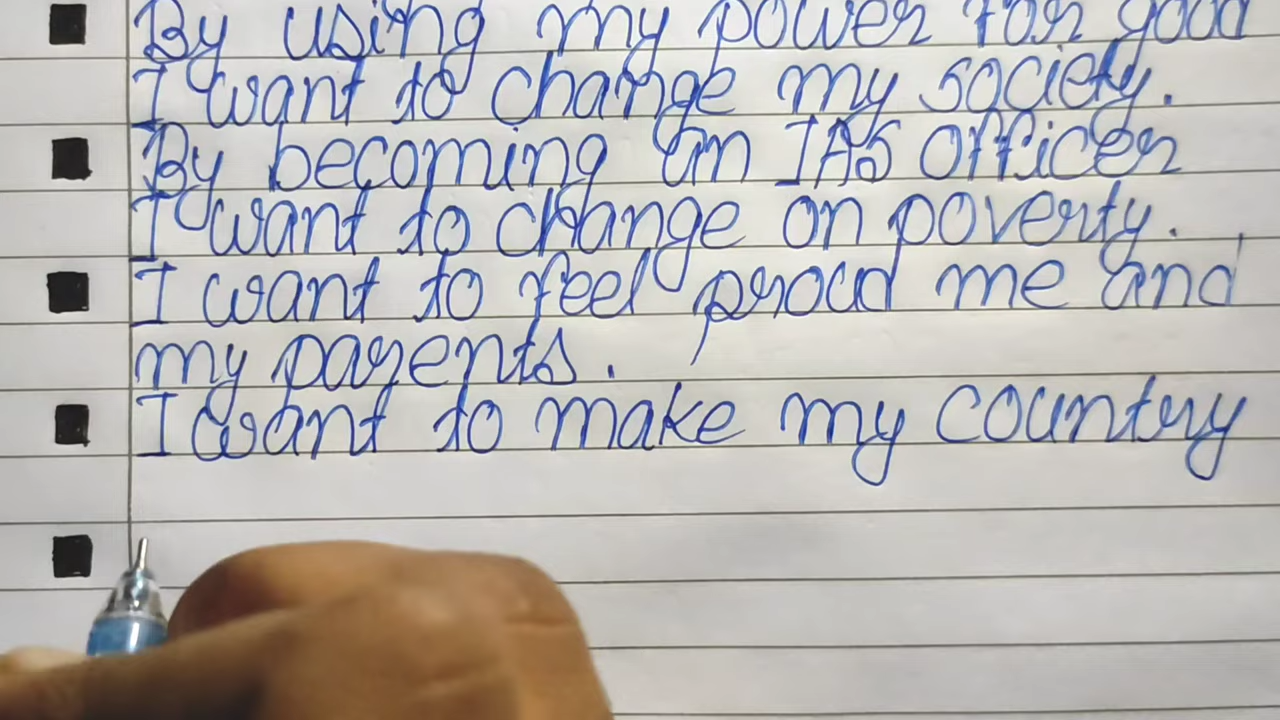 By using my power for good
I want to change my society.
By becoming an IAS officer
I want to change on poverty.
I want to feel proud me and
my parents.
I want to make my country